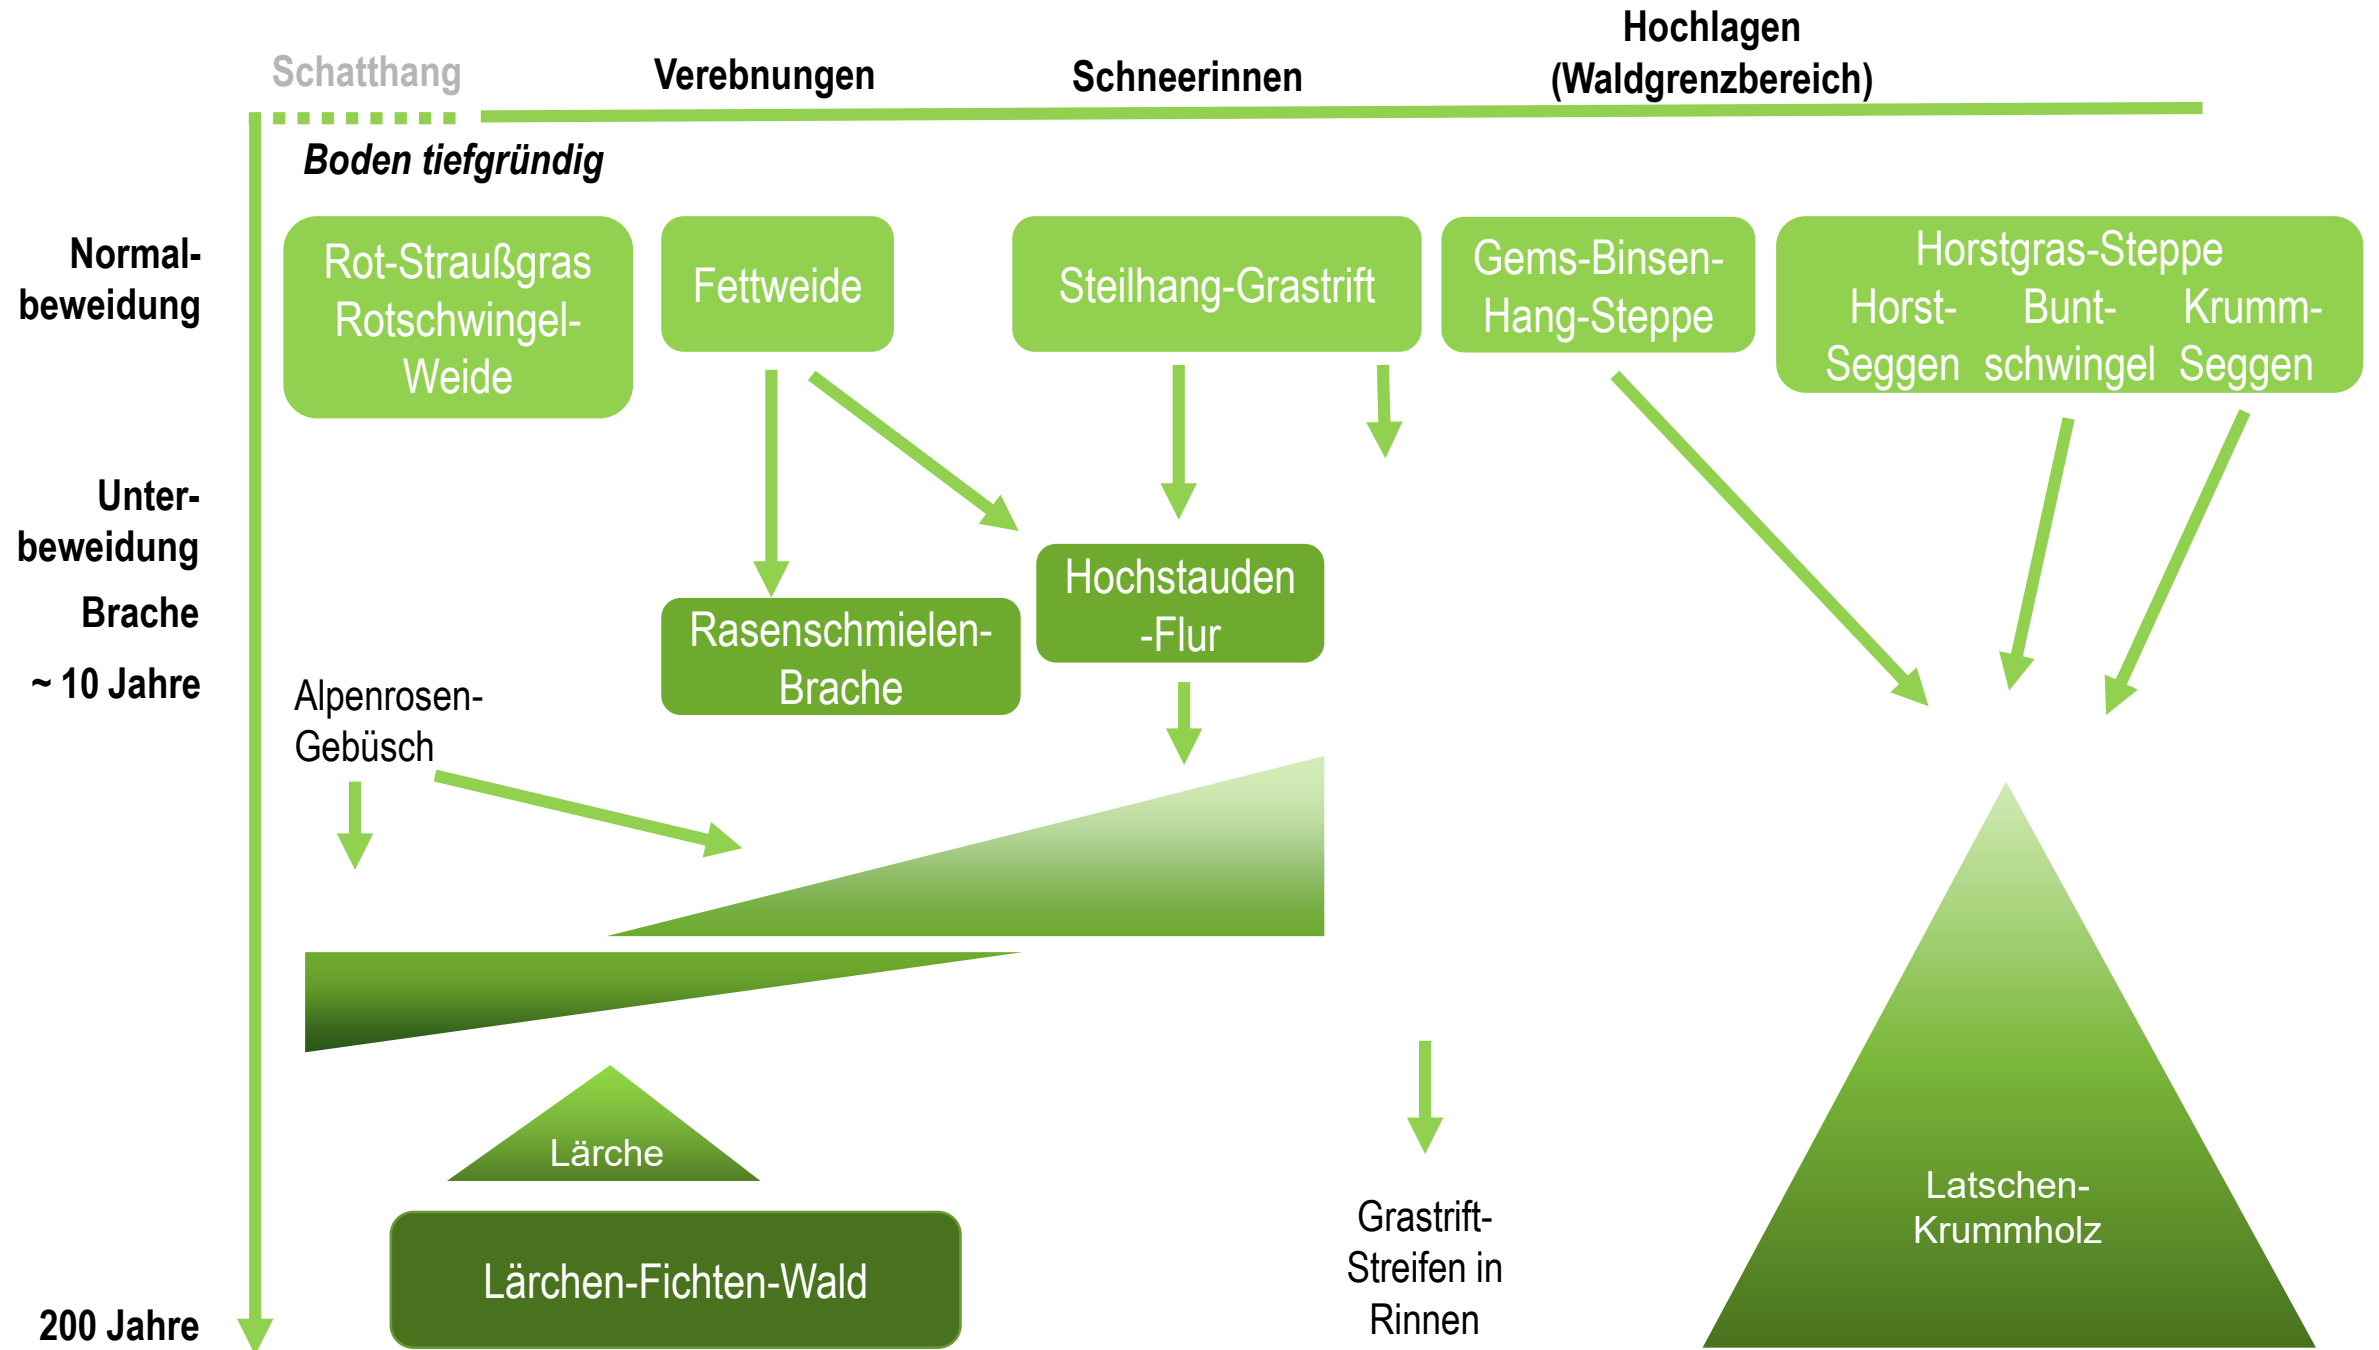 Schatthang
Verebnungen
Schneerinnen
Hochlagen
(Waldgrenzbereich)
Boden tiefgründig
Normal-
beweidung
Rot-Straußgras
Rotschwingel-
Weide
Fettweide
Steilhang-Grastrift
Gems-Binsen-
Hang-Steppe
Horstgras-Steppe
Horst- Bunt- Krumm-
Seggen schwingel Seggen
Unter-
beweidung
Brache
~ 10 Jahre
Hochstauden
-Flur
Rasenschmielen-
Brache
Alpenrosen-
Gebüsch
Lärche
Lärchen-Fichten-Wald
Grastrift-
Streifen in
Rinnen
Latschen-
Krummholz
200 Jahre